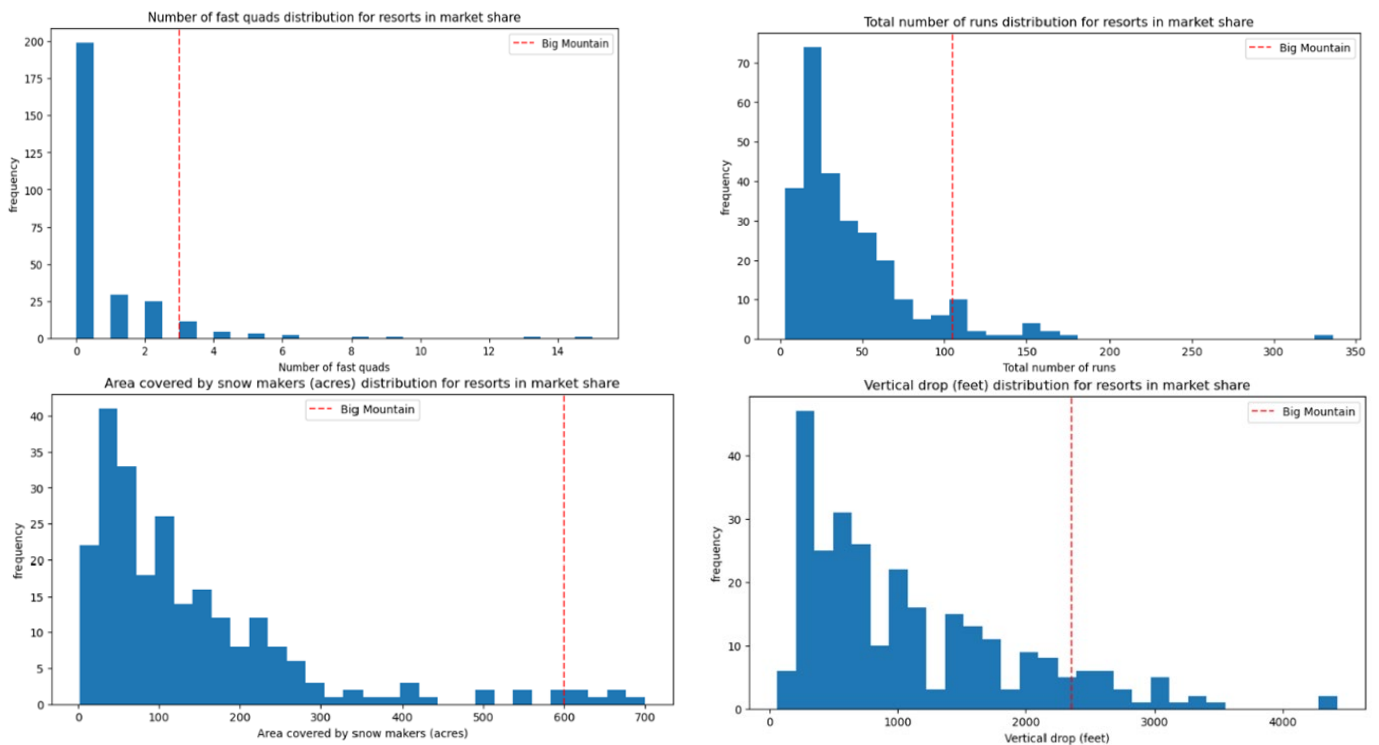 Number of fast quads distribution for resorts in market share
Big Mountain
frequency
200
175
150
125
100
75
50
25
0
0 2 4 6 8 10 12 14
Number of fast quads
Total number of runs distribution for resorts in market share
Big Mountain
frequency
70
60
50
40
30
20
10
0
0 50 100 150 200 250 300 350
Total number of runs
Area covered by snow makers (acres) distribution for resorts in market share
Big Mountain
frequency
40
35
30
25
20
15
10
5
0
0 100 200 300 400 500 600 700
Area covered by snow makers (acres)
Vertical drop (feet) distribution for resorts in market share
Big Mountain
frequency
40
30
20
10
0
0 1000 2000 3000 4000
Vertical drop (feet)